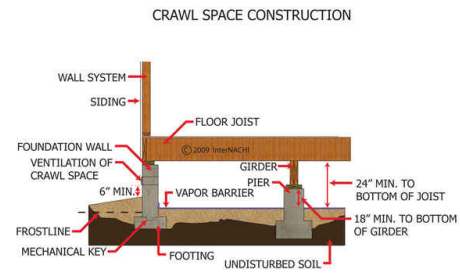 CRAWL SPACE CONSTRUCTION
WALL SYSTEM
SIDING
FLOOR JOIST
FOUNDATION WALL
© 2009 InterNACHI
VENTILATION OF
CRAWL SPACE
GIRDER
PIER
24" MIN. TO
BOTTOM OF JOIST
6" MIN.
VAPOR BARRIER
18" MIN. TO BOTTOM
OF GIRDER
FROSTLINE
MECHANICAL KEY
FOOTING
UNDISTURBED SOIL